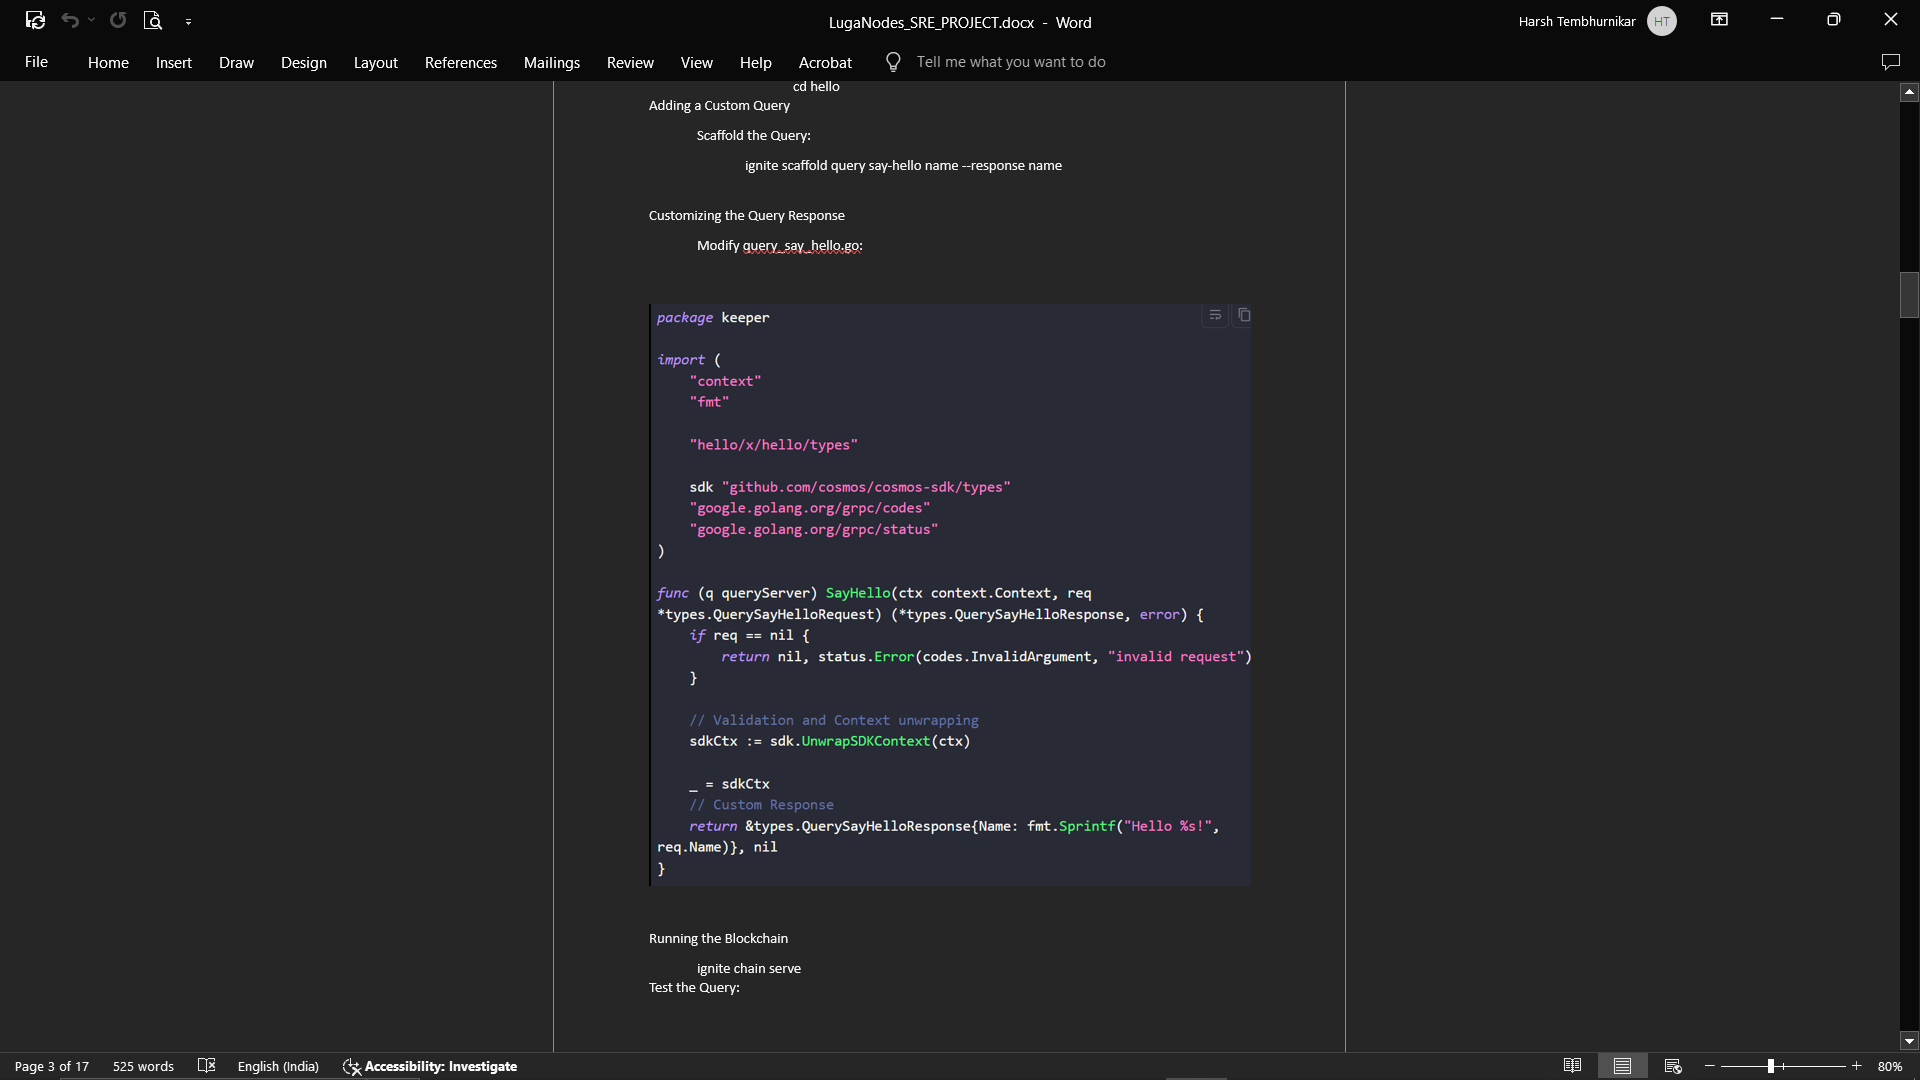 LugaNodes_SRE_PROJECT.docx - Word
Harsh Tembhurnikar
HT
File Home Insert Draw Design Layout References Mailings Review View Help Acrobat Tell me what you want to do
cd hello
Adding a Custom Query
Scaffold the Query:
ignite scaffold query say-hello name --response name
Customizing the Query Response
Modify query_say_hello.go:
package keeper
import (
"context"
"fmt"
"hello/x/hello/types"
sdk "github.com/cosmos/cosmos-sdk/types"
"google.golang.org/grpc/codes"
"google.golang.org/grpc/status"
)
func (q queryServer) SayHello(ctx context.Context, req
*types.QuerySayHelloRequest) (*types.QuerySayHelloResponse, error) {
if req == nil {
return nil, status.Error(codes.InvalidArgument, "invalid request")
}
// Validation and Context unwrapping
sdkCtx := sdk.UnwrapSDKContext(ctx)
_ = sdkCtx
// Custom Response
return &types.QuerySayHelloResponse{Name: fmt.Sprintf("Hello %s!",
req.Name)}, nil
}
Running the Blockchain
ignite chain serve
Test the Query:
Page 3 of 17 525 words English (India) Accessibility: Investigate 80%